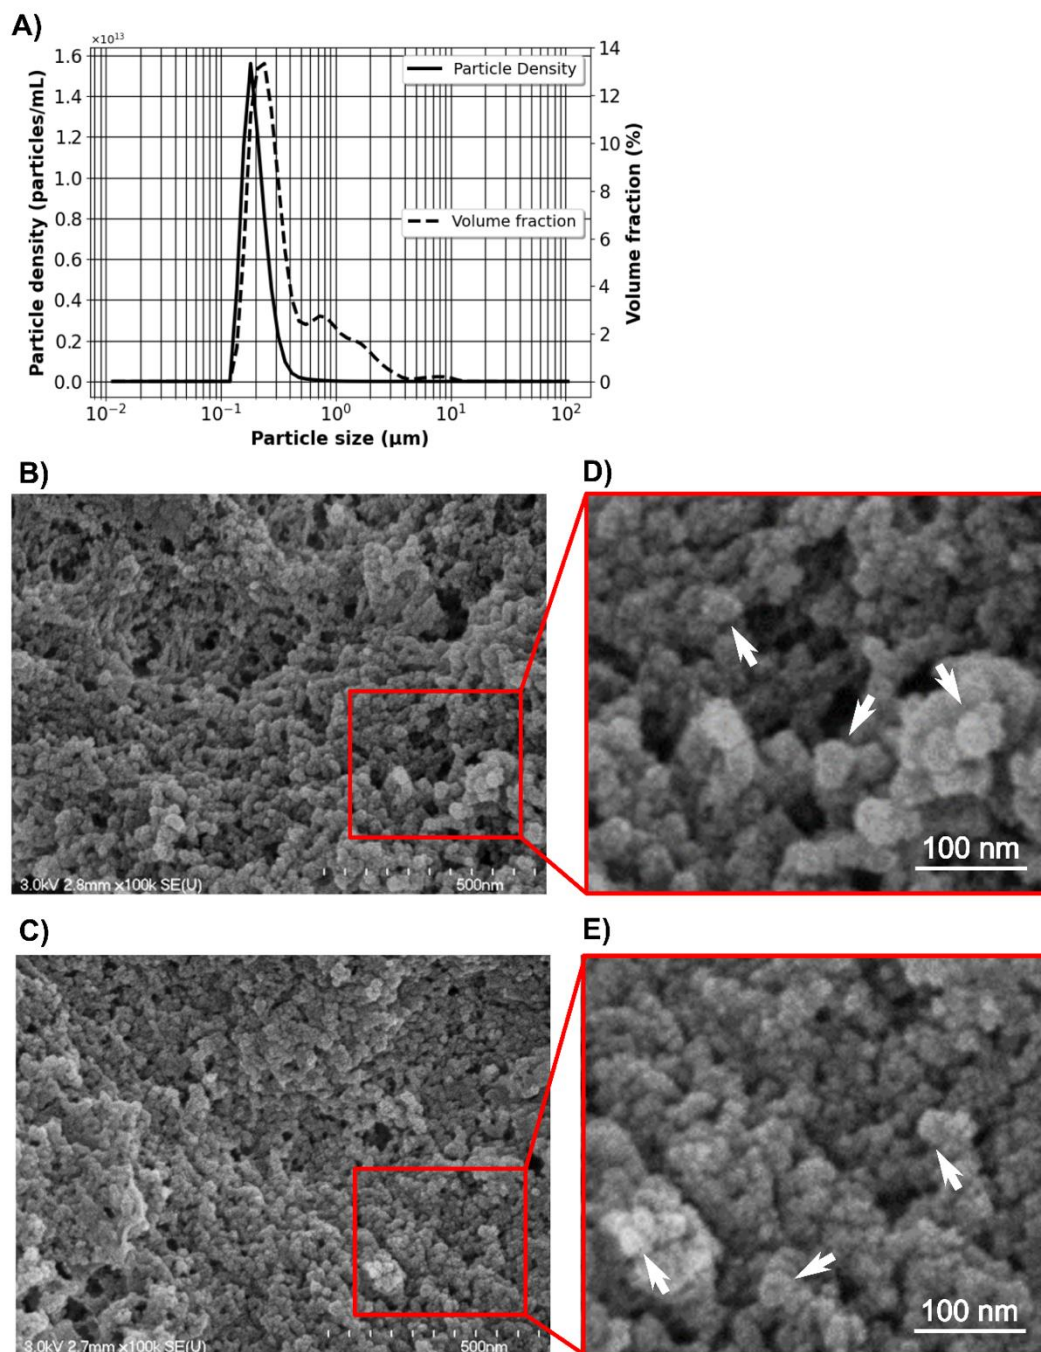 A)
×10¹³
1.6
1.4
1.2
1.0
0.8
0.6
0.4
0.2
0.0
Particle density (particles/mL)
Particle Density
Volume fraction
14
12
10
8
6
4
2
0
Volume fraction (%)
10⁻² 10⁻¹ 10⁰ 10¹ 10²
Particle size (μm)
B)
3.0kV 2.8mm x100k SE(U) 500nm
D)
100 nm
C)
3.0kV 2.7mm x100k SE(U) 500nm
E)
100 nm